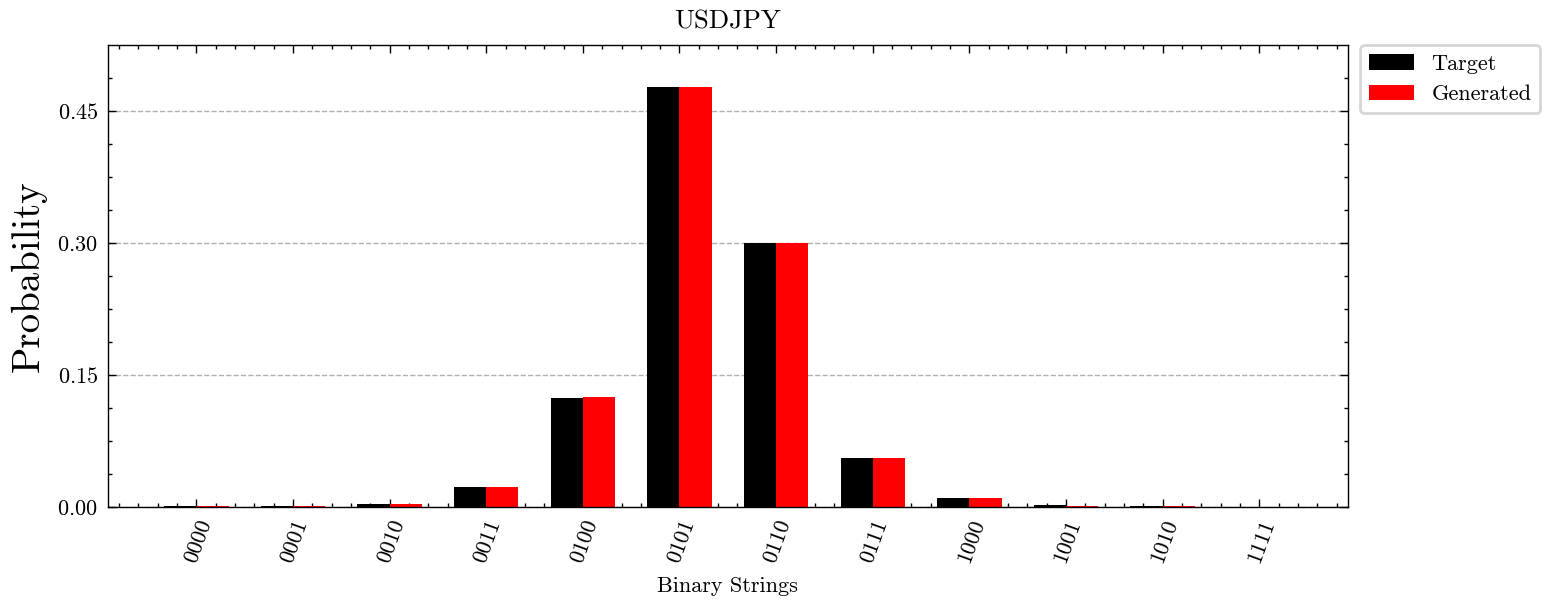 USDJPY
Target
Generated
Probability
0.45
0.30
0.15
0.00
0000 0001 0010 0011 0100 0101 0110 0111 1000 1001 1010 1111
Binary Strings